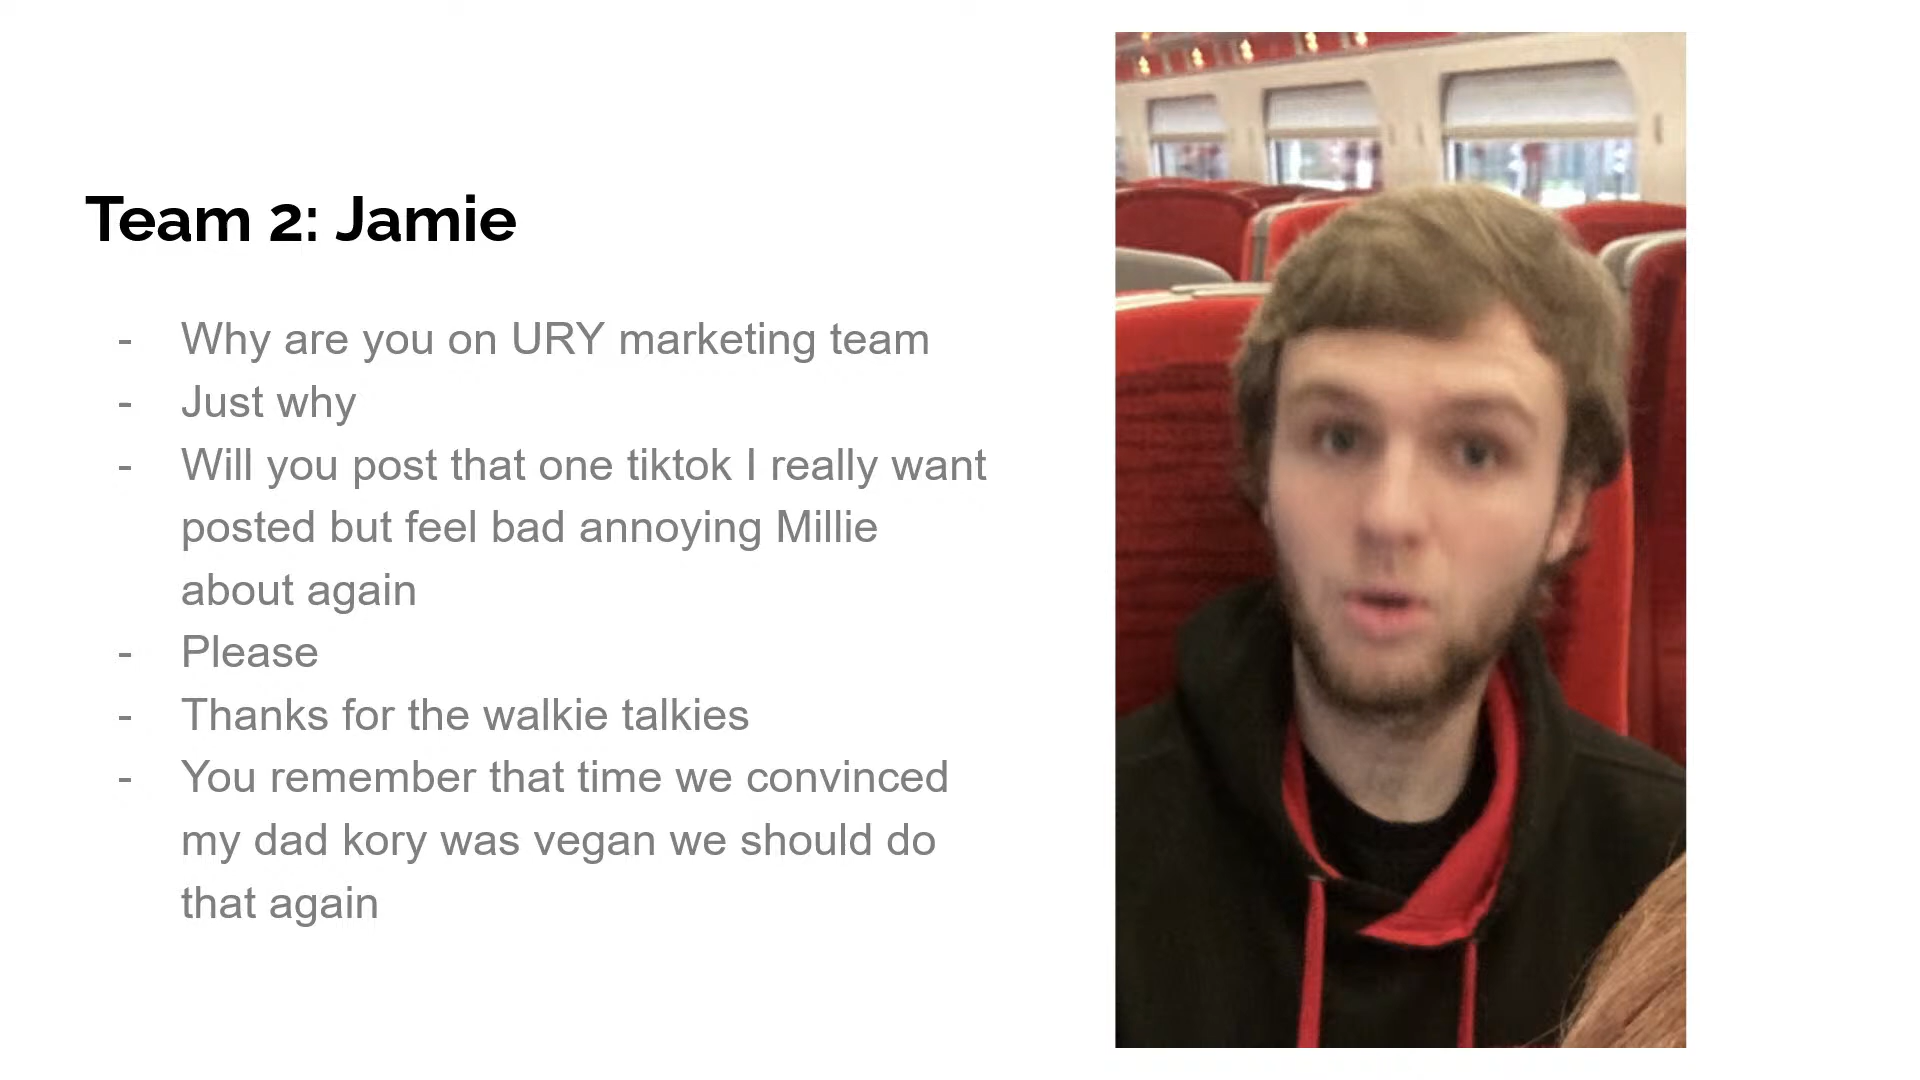 Team 2: Jamie
- Why are you on URY marketing team
- Just why
- Will you post that one tiktok I really want
posted but feel bad annoying Millie
about again
- Please
- Thanks for the walkie talkies
- You remember that time we convinced
my dad kory was vegan we should do
that again